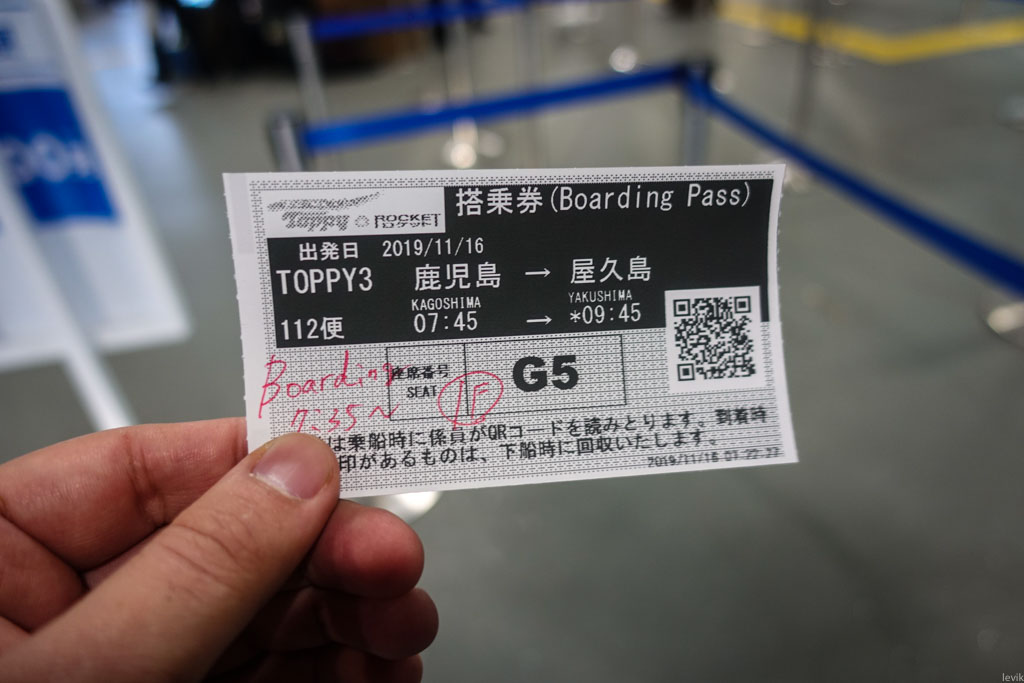 Toppy ROCKET
搭乗券(Boarding Pass)
出発日 2019/11/16
TOPPY3 鹿児島 → 屋久島
KAGOSHIMA YAKUSHIMA
112便 07:45 → *09:45
Boarding 7:35~
座席番号 SEAT 1F G5
は乗船時に係員がQRコードを読みとります。到着時
印があるものは、下船時に回収いたします。
levik